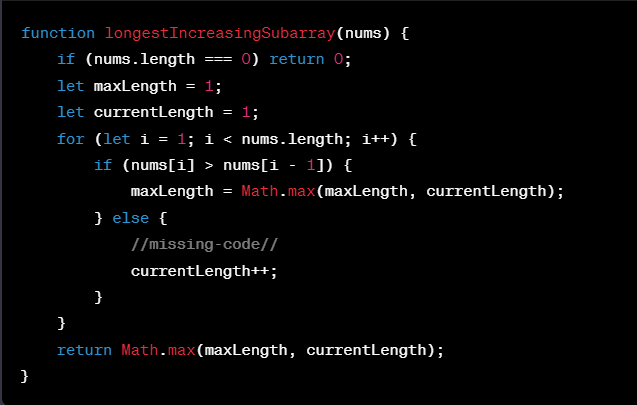 function longestIncreasingSubarray(nums) {
    if (nums.length === 0) return 0;
    let maxLength = 1;
    let currentLength = 1;
    for (let i = 1; i < nums.length; i++) {
        if (nums[i] > nums[i - 1]) {
            maxLength = Math.max(maxLength, currentLength);
        } else {
            //missing-code//
            currentLength++;
        }
    }
    return Math.max(maxLength, currentLength);
}